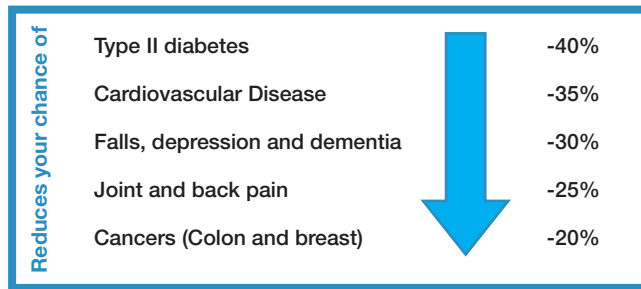 Reduces your chance of
Type II diabetes -40%
Cardiovascular Disease -35%
Falls, depression and dementia -30%
Joint and back pain -25%
Cancers (Colon and breast) -20%